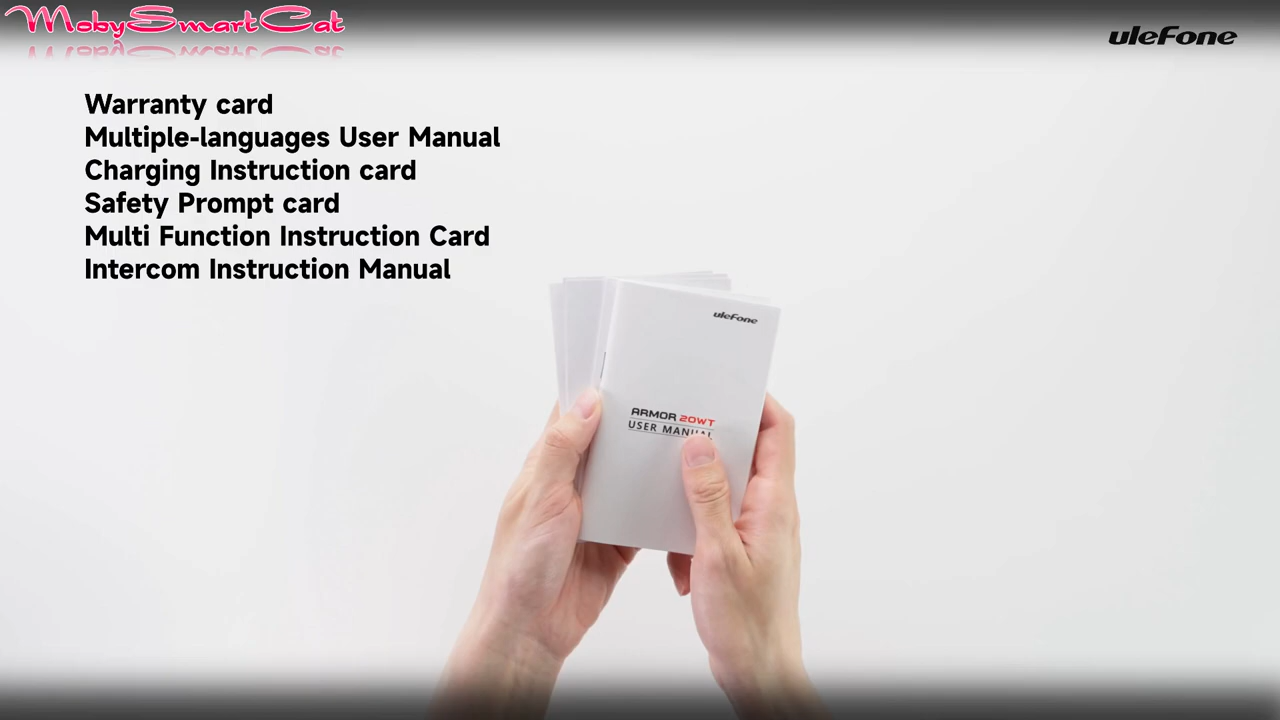 MobySmartCat
ulefone
Warranty card
Multiple-languages User Manual
Charging Instruction card
Safety Prompt card
Multi Function Instruction Card
Intercom Instruction Manual
ulefone
ARMOR 20WT
USER MANUAL